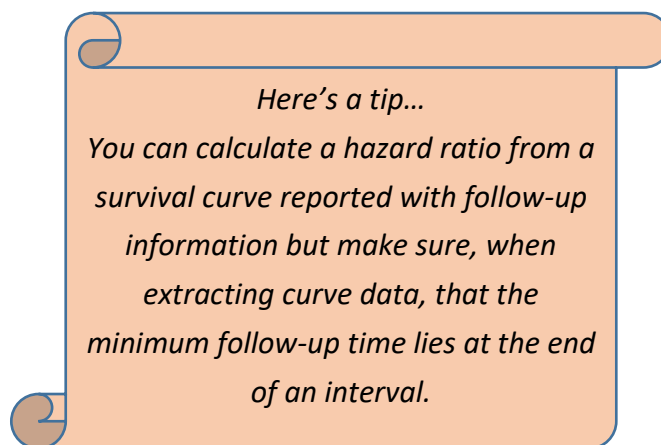 Here’s a tip…
You can calculate a hazard ratio from a
survival curve reported with follow-up
information but make sure, when
extracting curve data, that the
minimum follow-up time lies at the end
of an interval.